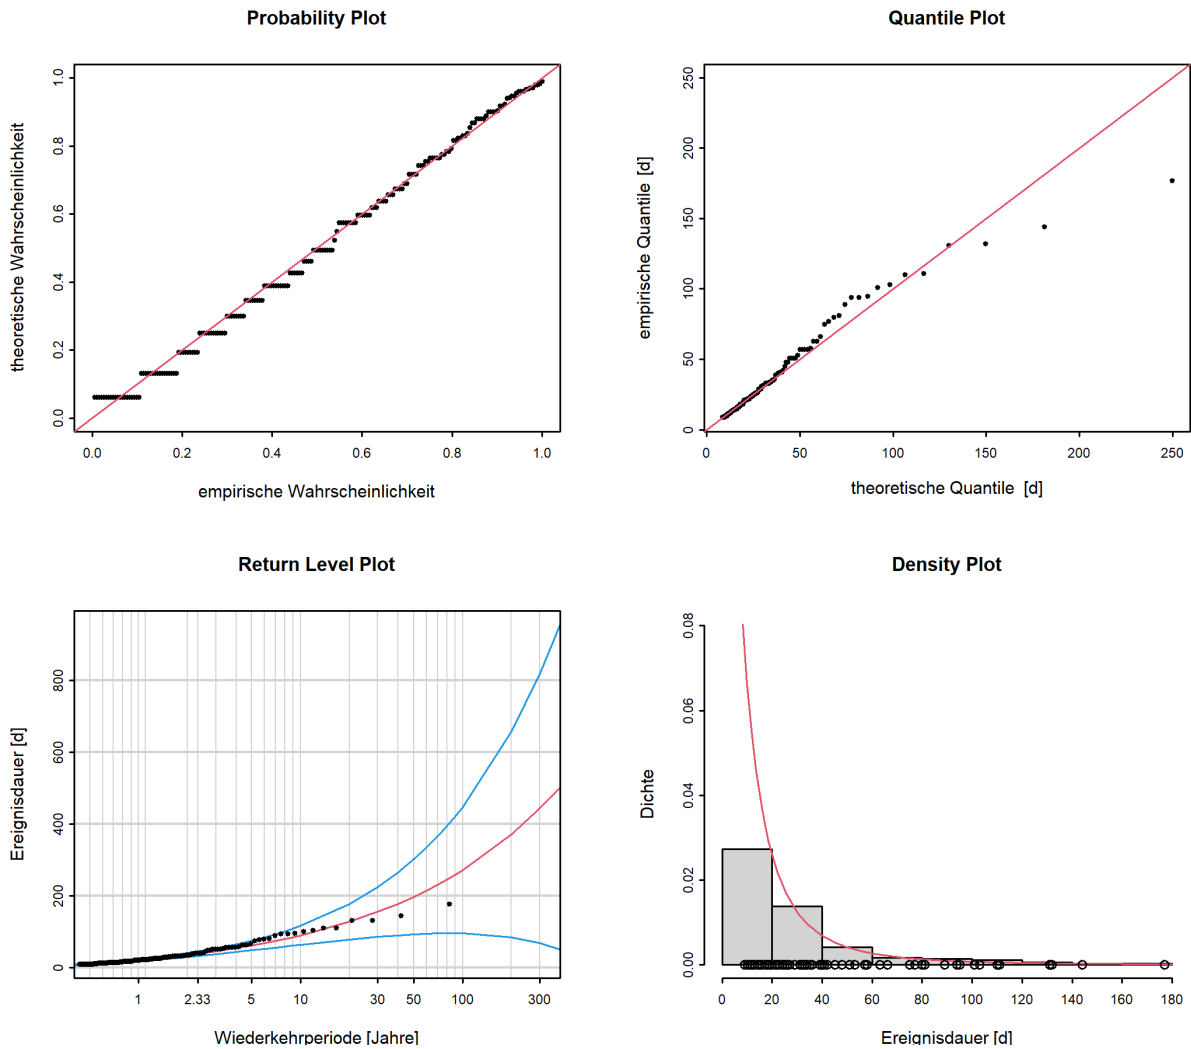 Probability Plot
theoretische Wahrscheinlichkeit
0.0 0.2 0.4 0.6 0.8 1.0
0.0 0.2 0.4 0.6 0.8 1.0
empirische Wahrscheinlichkeit
Quantile Plot
empirische Quantile [d]
0 50 100 150 200 250
0 50 100 150 200 250
theoretische Quantile [d]
Return Level Plot
Ereignisdauer [d]
0 200 400 600 800
1 2.33 5 10 30 50 100 300
Wiederkehrperiode [Jahre]
Density Plot
Dichte
0.00 0.02 0.04 0.06 0.08
0 20 40 60 80 100 120 140 160 180
Ereignisdauer [d]